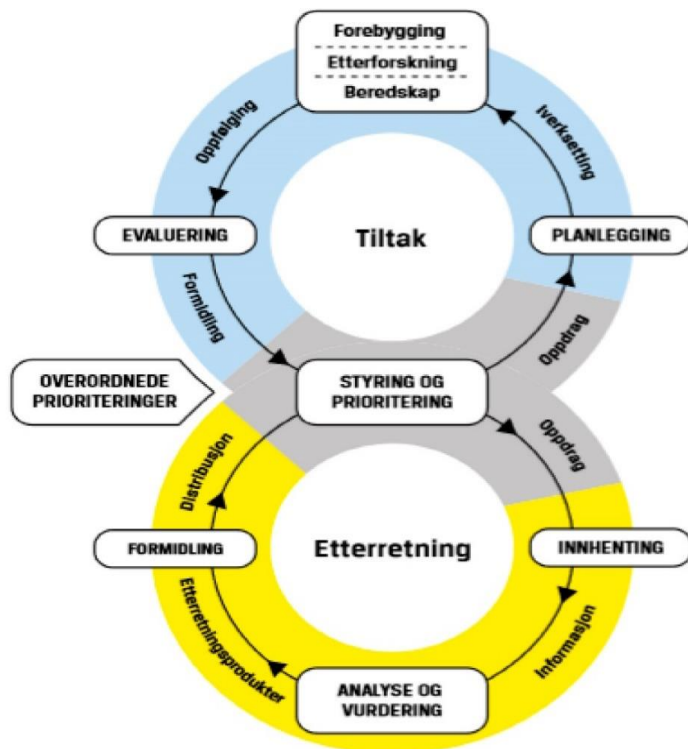 Forebygging
Etterforskning
Beredskap
Oppfølging
Iverksetting
EVALUERING
Tiltak
PLANLEGGING
Formidling
Oppdrag
OVERORDNEDE
PRIORITERINGER
STYRING OG
PRIORITERING
Distribusjon
Oppdrag
FORMIDLING
Etterretning
INNHENTING
Etterretningsprodukter
Informasjon
ANALYSE OG
VURDERING